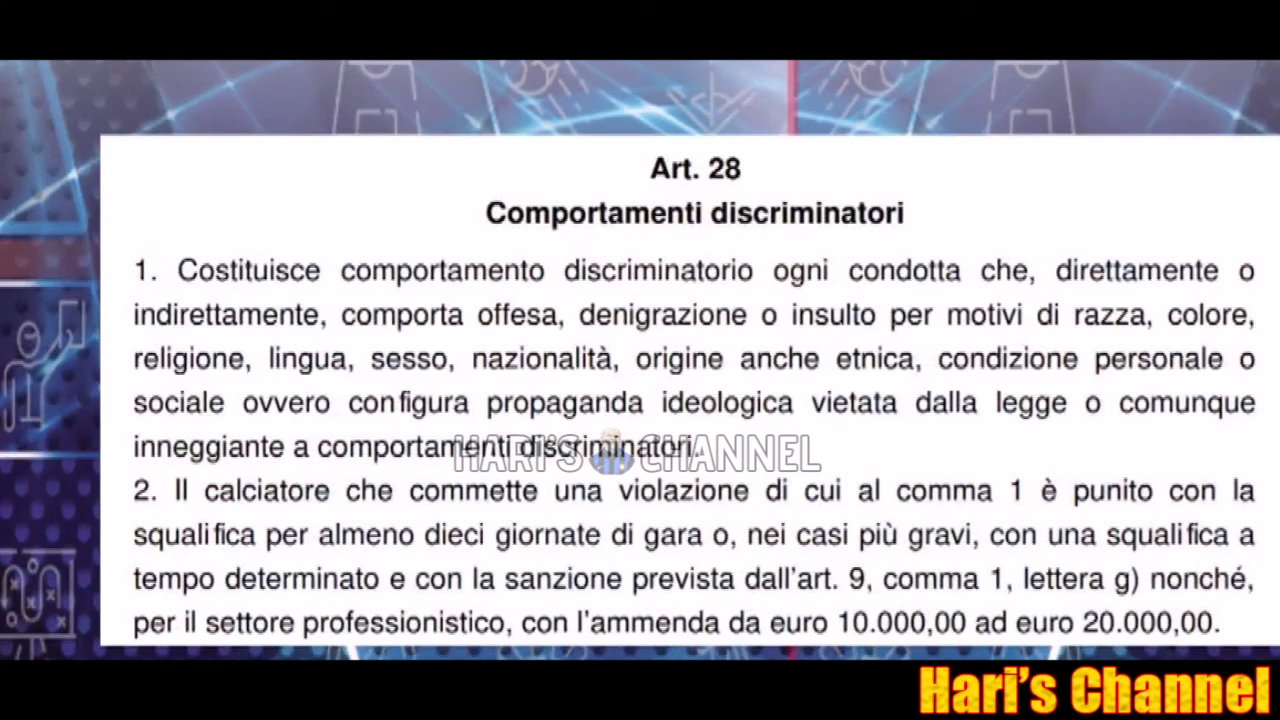 Art. 28
Comportamenti discriminatori
1. Costituisce comportamento discriminatorio ogni condotta che, direttamente o
indirettamente, comporta offesa, denigrazione o insulto per motivi di razza, colore,
religione, lingua, sesso, nazionalità, origine anche etnica, condizione personale o
sociale ovvero configura propaganda ideologica vietata dalla legge o comunque
inneggiante a comportamenti discriminatori.
HARI'S CHANNEL
2. Il calciatore che commette una violazione di cui al comma 1 è punito con la
squalifica per almeno dieci giornate di gara o, nei casi più gravi, con una squalifica a
tempo determinato e con la sanzione prevista dall'art. 9, comma 1, lettera g) nonché,
per il settore professionistico, con l'ammenda da euro 10.000,00 ad euro 20.000,00.
Hari's Channel